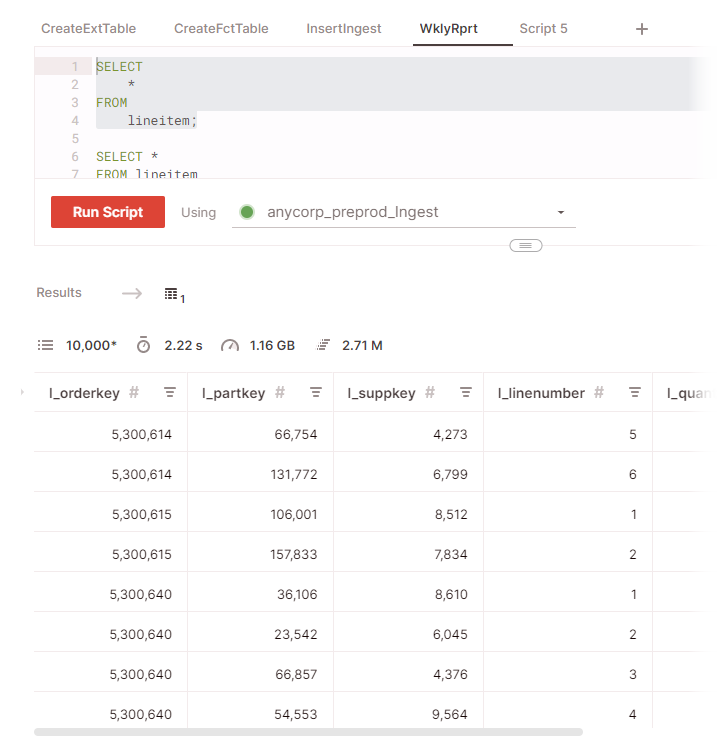 CreateExtTable CreateFctTable InsertIngest WklyRprt Script 5 +
1 SELECT
2 *
3 FROM
4 lineitem;
5
6 SELECT *
7 FROM lineitem
Run Script Using anycorp_preprod_Ingest
Results → 1
10,000* 2.22 s 1.16 GB 2.71 M
l_orderkey # l_partkey # l_suppkey # l_linenumber # l_quan
5,300,614 66,754 4,273 5
5,300,614 131,772 6,799 6
5,300,615 106,001 8,512 1
5,300,615 157,833 7,834 2
5,300,640 36,106 8,610 1
5,300,640 23,542 6,045 2
5,300,640 66,857 4,376 3
5,300,640 54,553 9,564 4